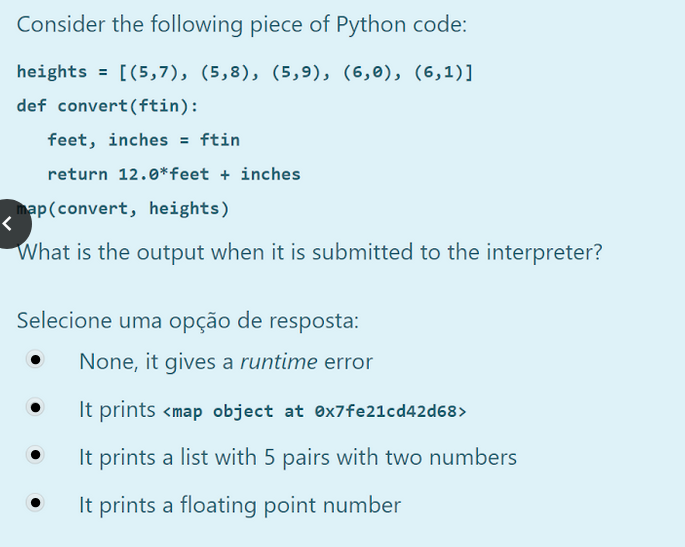 Consider the following piece of Python code:
heights = [(5,7), (5,8), (5,9), (6,0), (6,1)]
def convert(ftin):
feet, inches = ftin
return 12.0*feet + inches
map(convert, heights)
What is the output when it is submitted to the interpreter?
Selecione uma opção de resposta:
None, it gives a runtime error
It prints <map object at 0x7fe21cd42d68>
It prints a list with 5 pairs with two numbers
It prints a floating point number